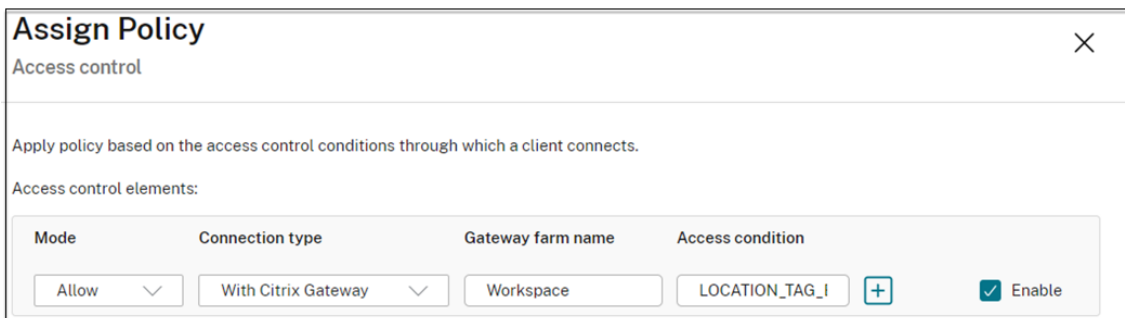 Assign Policy
Access control
Apply policy based on the access control conditions through which a client connects.
Access control elements:
Mode Connection type Gateway farm name Access condition
Allow With Citrix Gateway Workspace LOCATION_TAG_ Enable